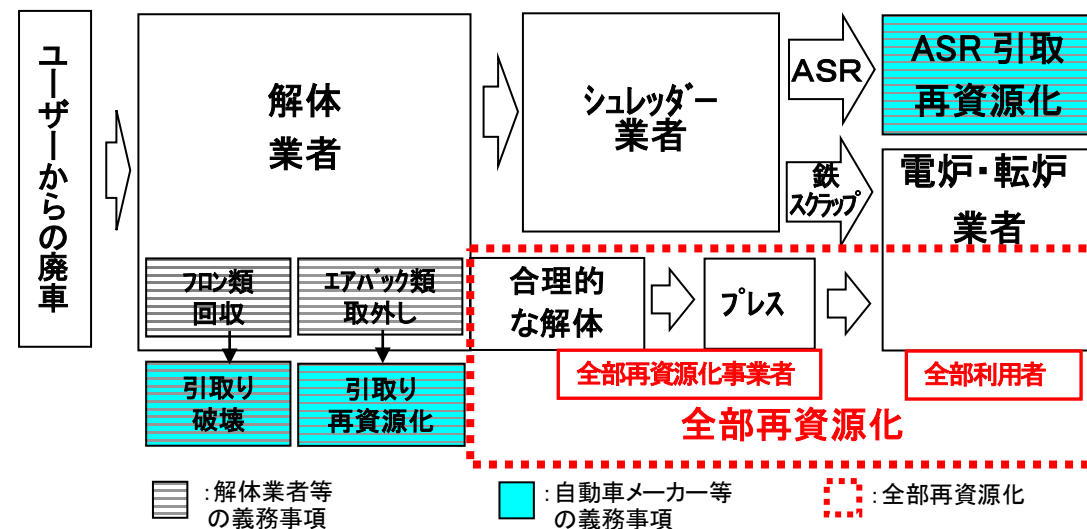 ユーザーからの廃車
解体
業者
シュレッダー
業者
ASR
ASR 引取
再資源化
鉄
スクラップ
電炉・転炉
業者
フロン類
回収
エアバック類
取外し
合理的
な解体
プレス
引取り
破壊
引取り
再資源化
全部再資源化事業者
全部利用者
全部再資源化
:解体業者等
の義務事項
:自動車メーカー等
の義務事項
:全部再資源化